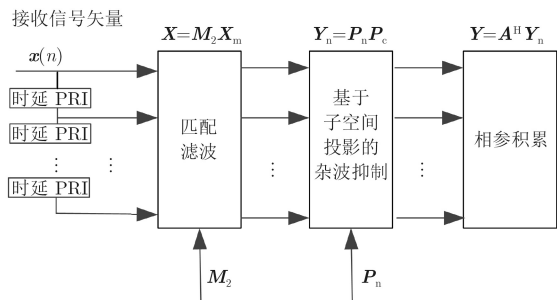 接收信号矢量
x(n)
时延 PRI
时延 PRI
⋮ ⋮
时延 PRI
X=M₂Xₘ
匹配
滤波
M₂
⋮
Yₙ=PₙP꜀
基于
子空间
投影的
杂波抑制
Pₙ
⋮
Y=AᴴYₙ
相参积累